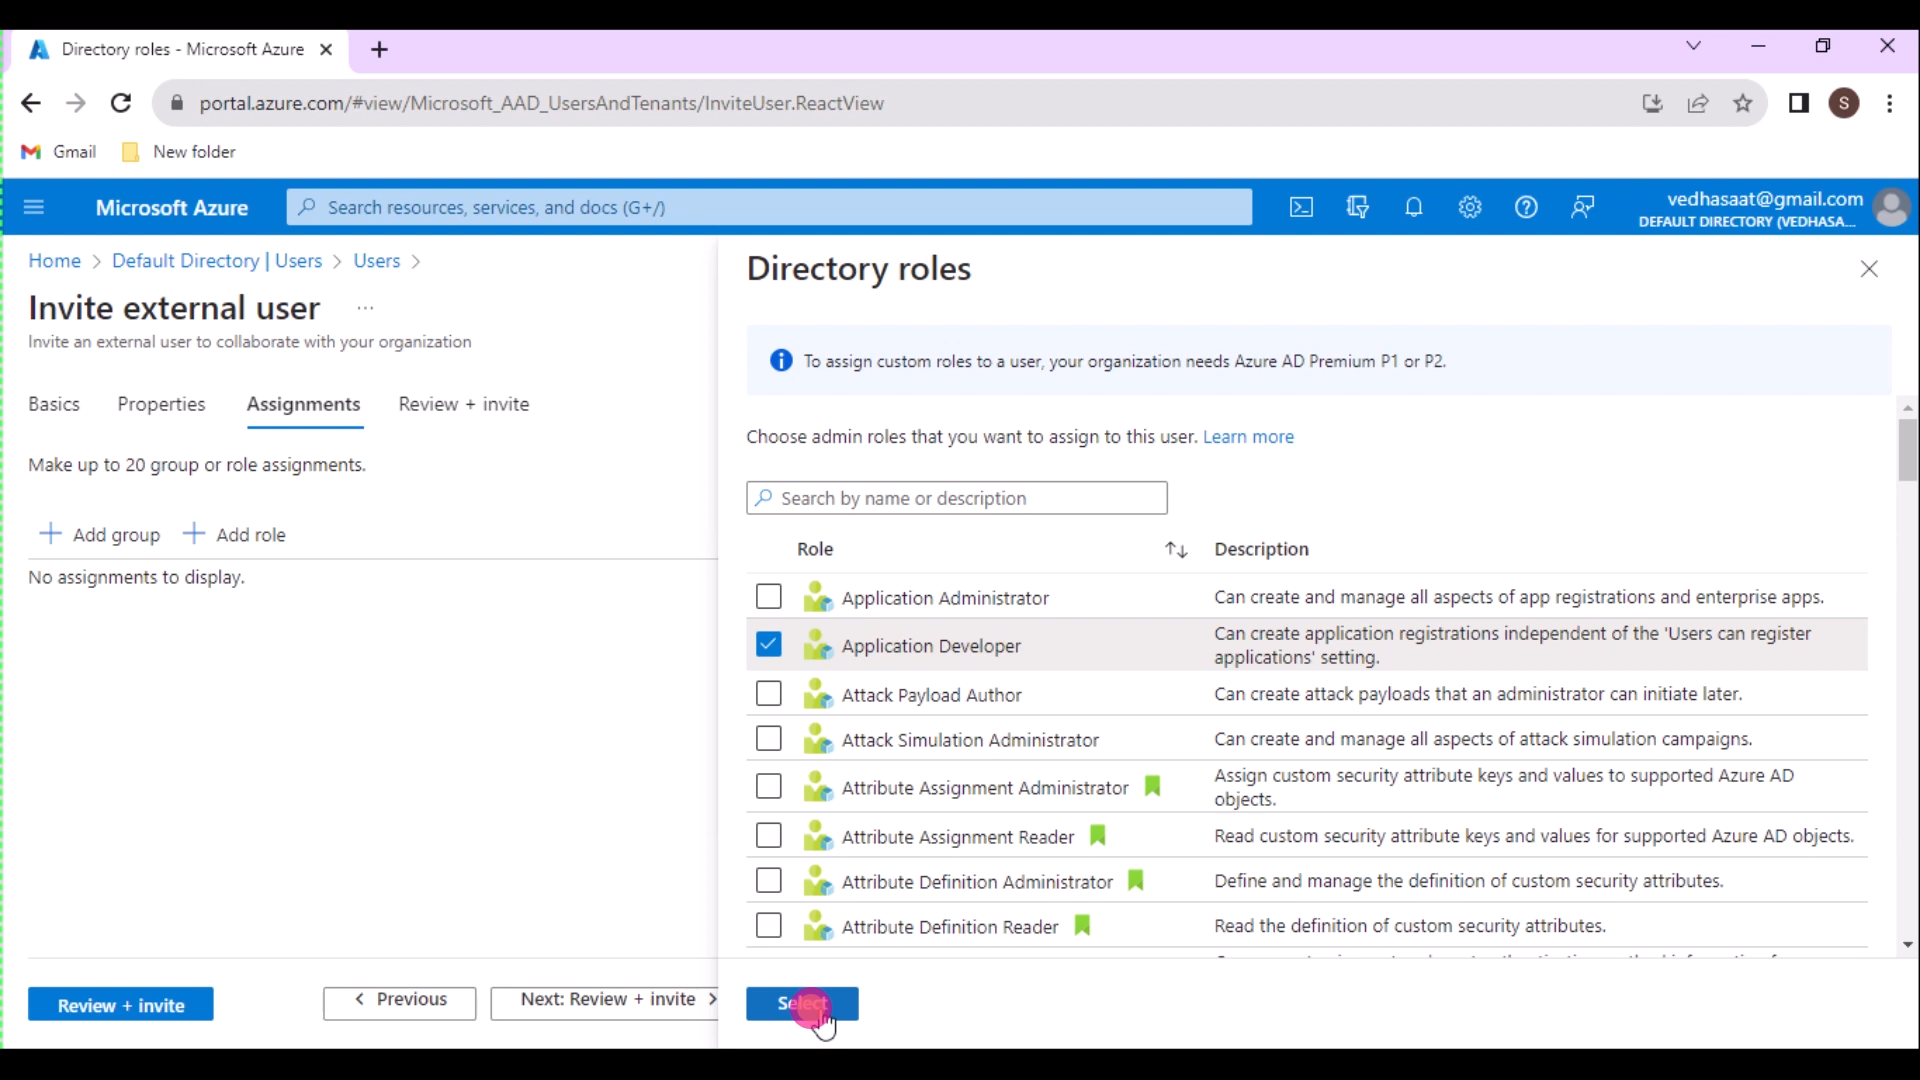 Directory roles - Microsoft Azure
portal.azure.com/#view/Microsoft_AAD_UsersAndTenants/InviteUser.ReactView
S
Gmail
New folder
Microsoft Azure
Search resources, services, and docs (G+/)
vedhasaat@gmail.com
DEFAULT DIRECTORY (VEDHASA...
Home > Default Directory | Users > Users >
Invite external user ...
Invite an external user to collaborate with your organization
Basics
Properties
Assignments
Review + invite
Make up to 20 group or role assignments.
Add group
Add role
No assignments to display.
Review + invite
Previous
Next: Review + invite
Directory roles
To assign custom roles to a user, your organization needs Azure AD Premium P1 or P2.
Choose admin roles that you want to assign to this user. Learn more
Search by name or description
Role
Description
Application Administrator
Can create and manage all aspects of app registrations and enterprise apps.
Application Developer
Can create application registrations independent of the 'Users can register
applications' setting.
Attack Payload Author
Can create attack payloads that an administrator can initiate later.
Attack Simulation Administrator
Can create and manage all aspects of attack simulation campaigns.
Attribute Assignment Administrator
Assign custom security attribute keys and values to supported Azure AD
objects.
Attribute Assignment Reader
Read custom security attribute keys and values for supported Azure AD objects.
Attribute Definition Administrator
Define and manage the definition of custom security attributes.
Attribute Definition Reader
Read the definition of custom security attributes.
Select